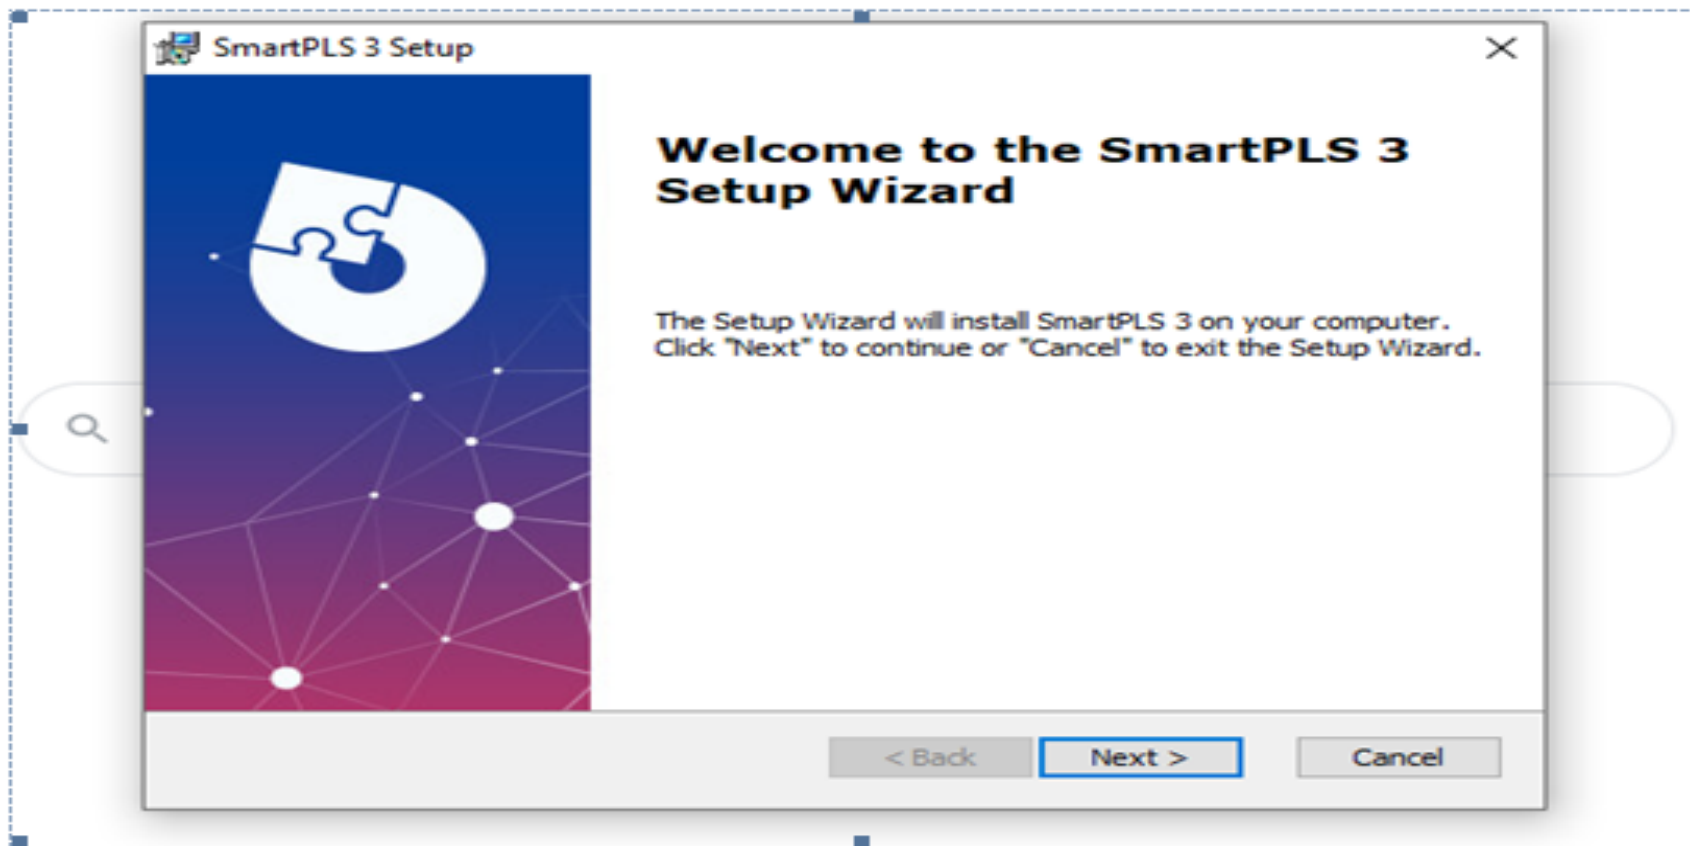 SmartPLS 3 Setup
Welcome to the SmartPLS 3
Setup Wizard
The Setup Wizard will install SmartPLS 3 on your computer.
Click "Next" to continue or "Cancel" to exit the Setup Wizard.
< Back Next > Cancel